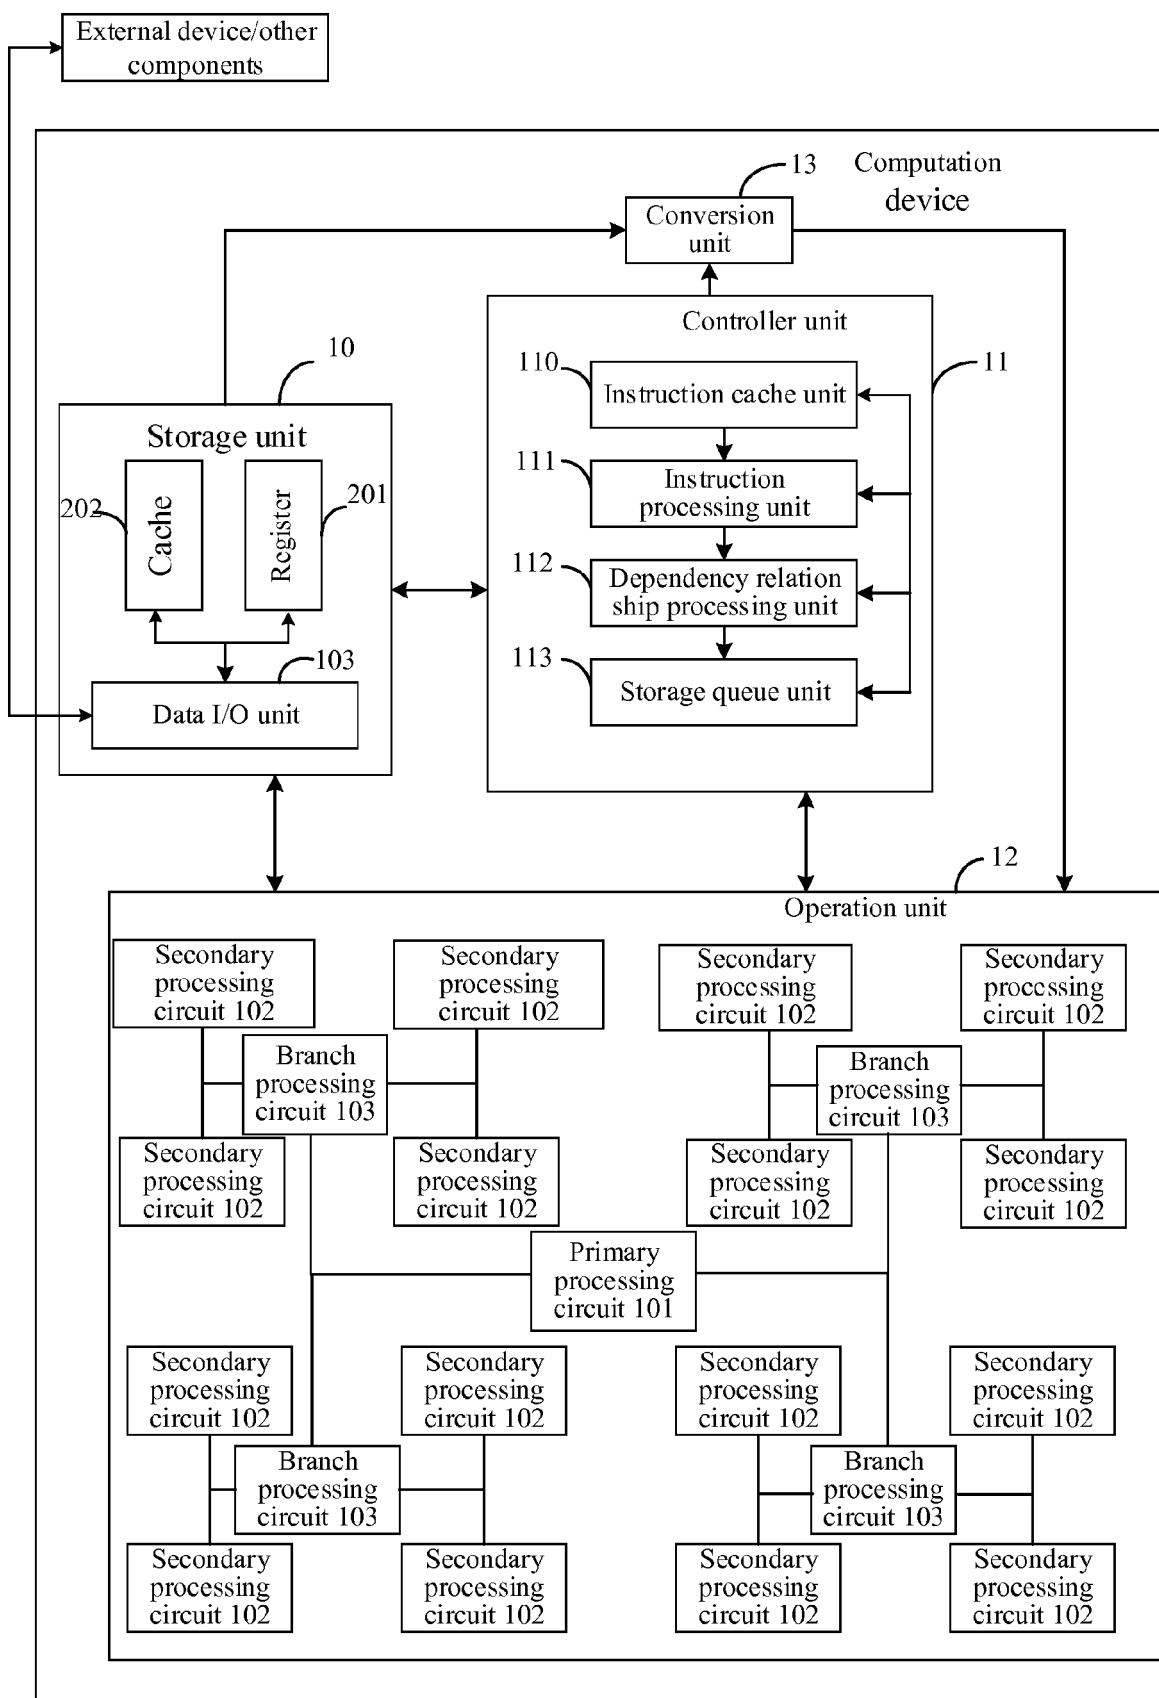 External device/other
components
13
Computation
device
Conversion
unit
Controller unit
10
11
110
Instruction cache unit
Storage unit
111
Instruction
processing unit
202
Cache
Register
201
112
Dependency relation
ship processing unit
113
Storage queue unit
103
Data I/O unit
12
Operation unit
Secondary
processing
circuit 102
Secondary
processing
circuit 102
Secondary
processing
circuit 102
Secondary
processing
circuit 102
Branch
processing
circuit 103
Branch
processing
circuit 103
Secondary
processing
circuit 102
Secondary
processing
circuit 102
Secondary
processing
circuit 102
Secondary
processing
circuit 102
Primary
processing
circuit 101
Secondary
processing
circuit 102
Secondary
processing
circuit 102
Secondary
processing
circuit 102
Secondary
processing
circuit 102
Branch
processing
circuit 103
Branch
processing
circuit 103
Secondary
processing
circuit 102
Secondary
processing
circuit 102
Secondary
processing
circuit 102
Secondary
processing
circuit 102